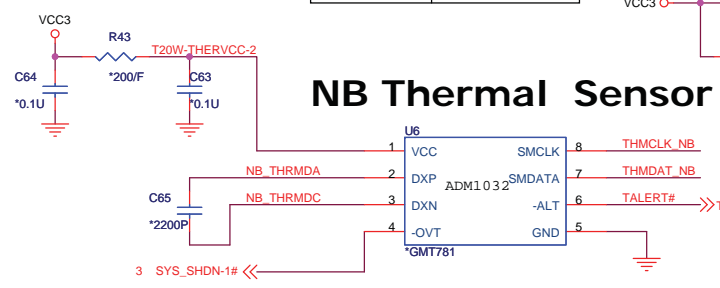 VCC3
VCC3
R43
T20W-THERVCC-2
C64
*200/F
C63
*0.1U
*0.1U
NB Thermal Sensor
U6
1 VCC SMCLK 8 THMCLK_NB
NB_THRMDA 2 DXP ADM1032 SMDATA 7 THMDAT_NB
C65 NB_THRMDC 3 DXN -ALT 6 TALERT# T
*2200P 4 -OVT GND 5
*GMT781
3 SYS_SHDN-1#